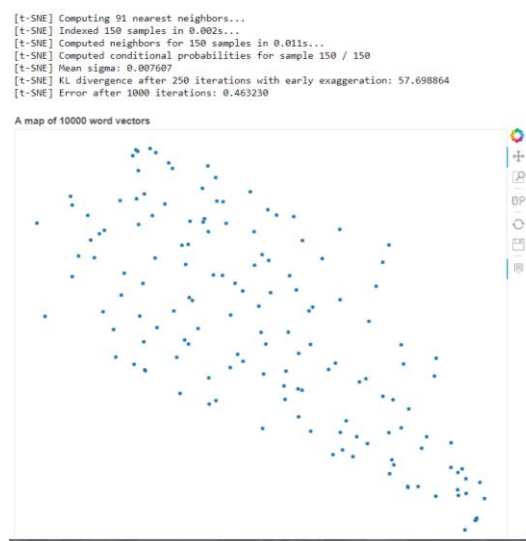 [t-SNE] Computing 91 nearest neighbors...
[t-SNE] Indexed 150 samples in 0.002s...
[t-SNE] Computed neighbors for 150 samples in 0.011s...
[t-SNE] Computed conditional probabilities for sample 150 / 150
[t-SNE] Mean sigma: 0.007607
[t-SNE] KL divergence after 250 iterations with early exaggeration: 57.698864
[t-SNE] Error after 1000 iterations: 0.463230
A map of 10000 word vectors